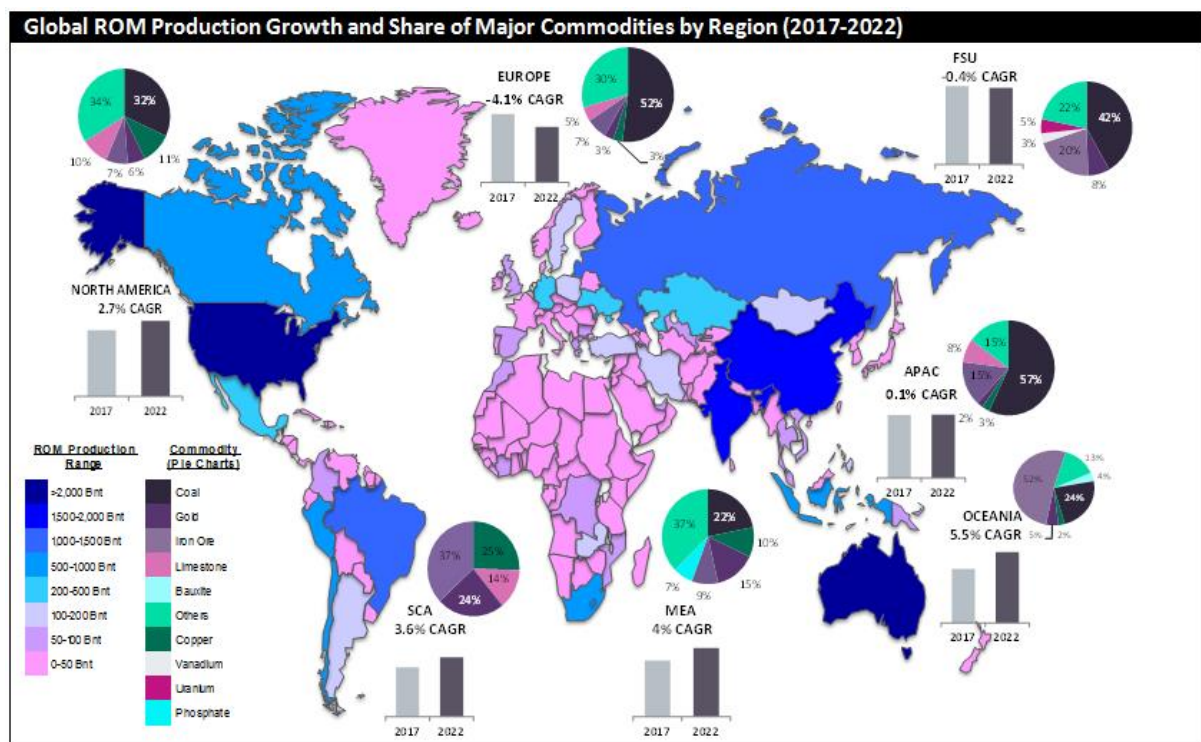 Global ROM Production Growth and Share of Major Commodities by Region (2017-2022)
34%
32%
11%
6%
7%
10%
NORTH AMERICA
2.7% CAGR
2017
2022
EUROPE
-4.1% CAGR
2017
2022
30%
52%
5%
7%
3%
3%
FSU
-0.4% CAGR
2017
2022
22%
42%
5%
3%
20%
8%
APAC
0.1% CAGR
2017
2022
15%
8%
15%
57%
2%
3%
OCEANIA
5.5% CAGR
2017
2022
52%
13%
4%
24%
5%
2%
SCA
3.6% CAGR
2017
2022
37%
25%
14%
24%
MEA
4% CAGR
2017
2022
37%
22%
10%
15%
9%
7%
ROM Production
Range
>2,000 Bnt
1500-2,000 Bnt
1000-1500 Bnt
500-1000 Bnt
200-500 Bnt
100-200 Bnt
50-100 Bnt
0-50 Bnt
Commodity
(Pie Charts)
Coal
Gold
Iron Ore
Limestone
Bauxite
Others
Copper
Vanadium
Uranium
Phosphate